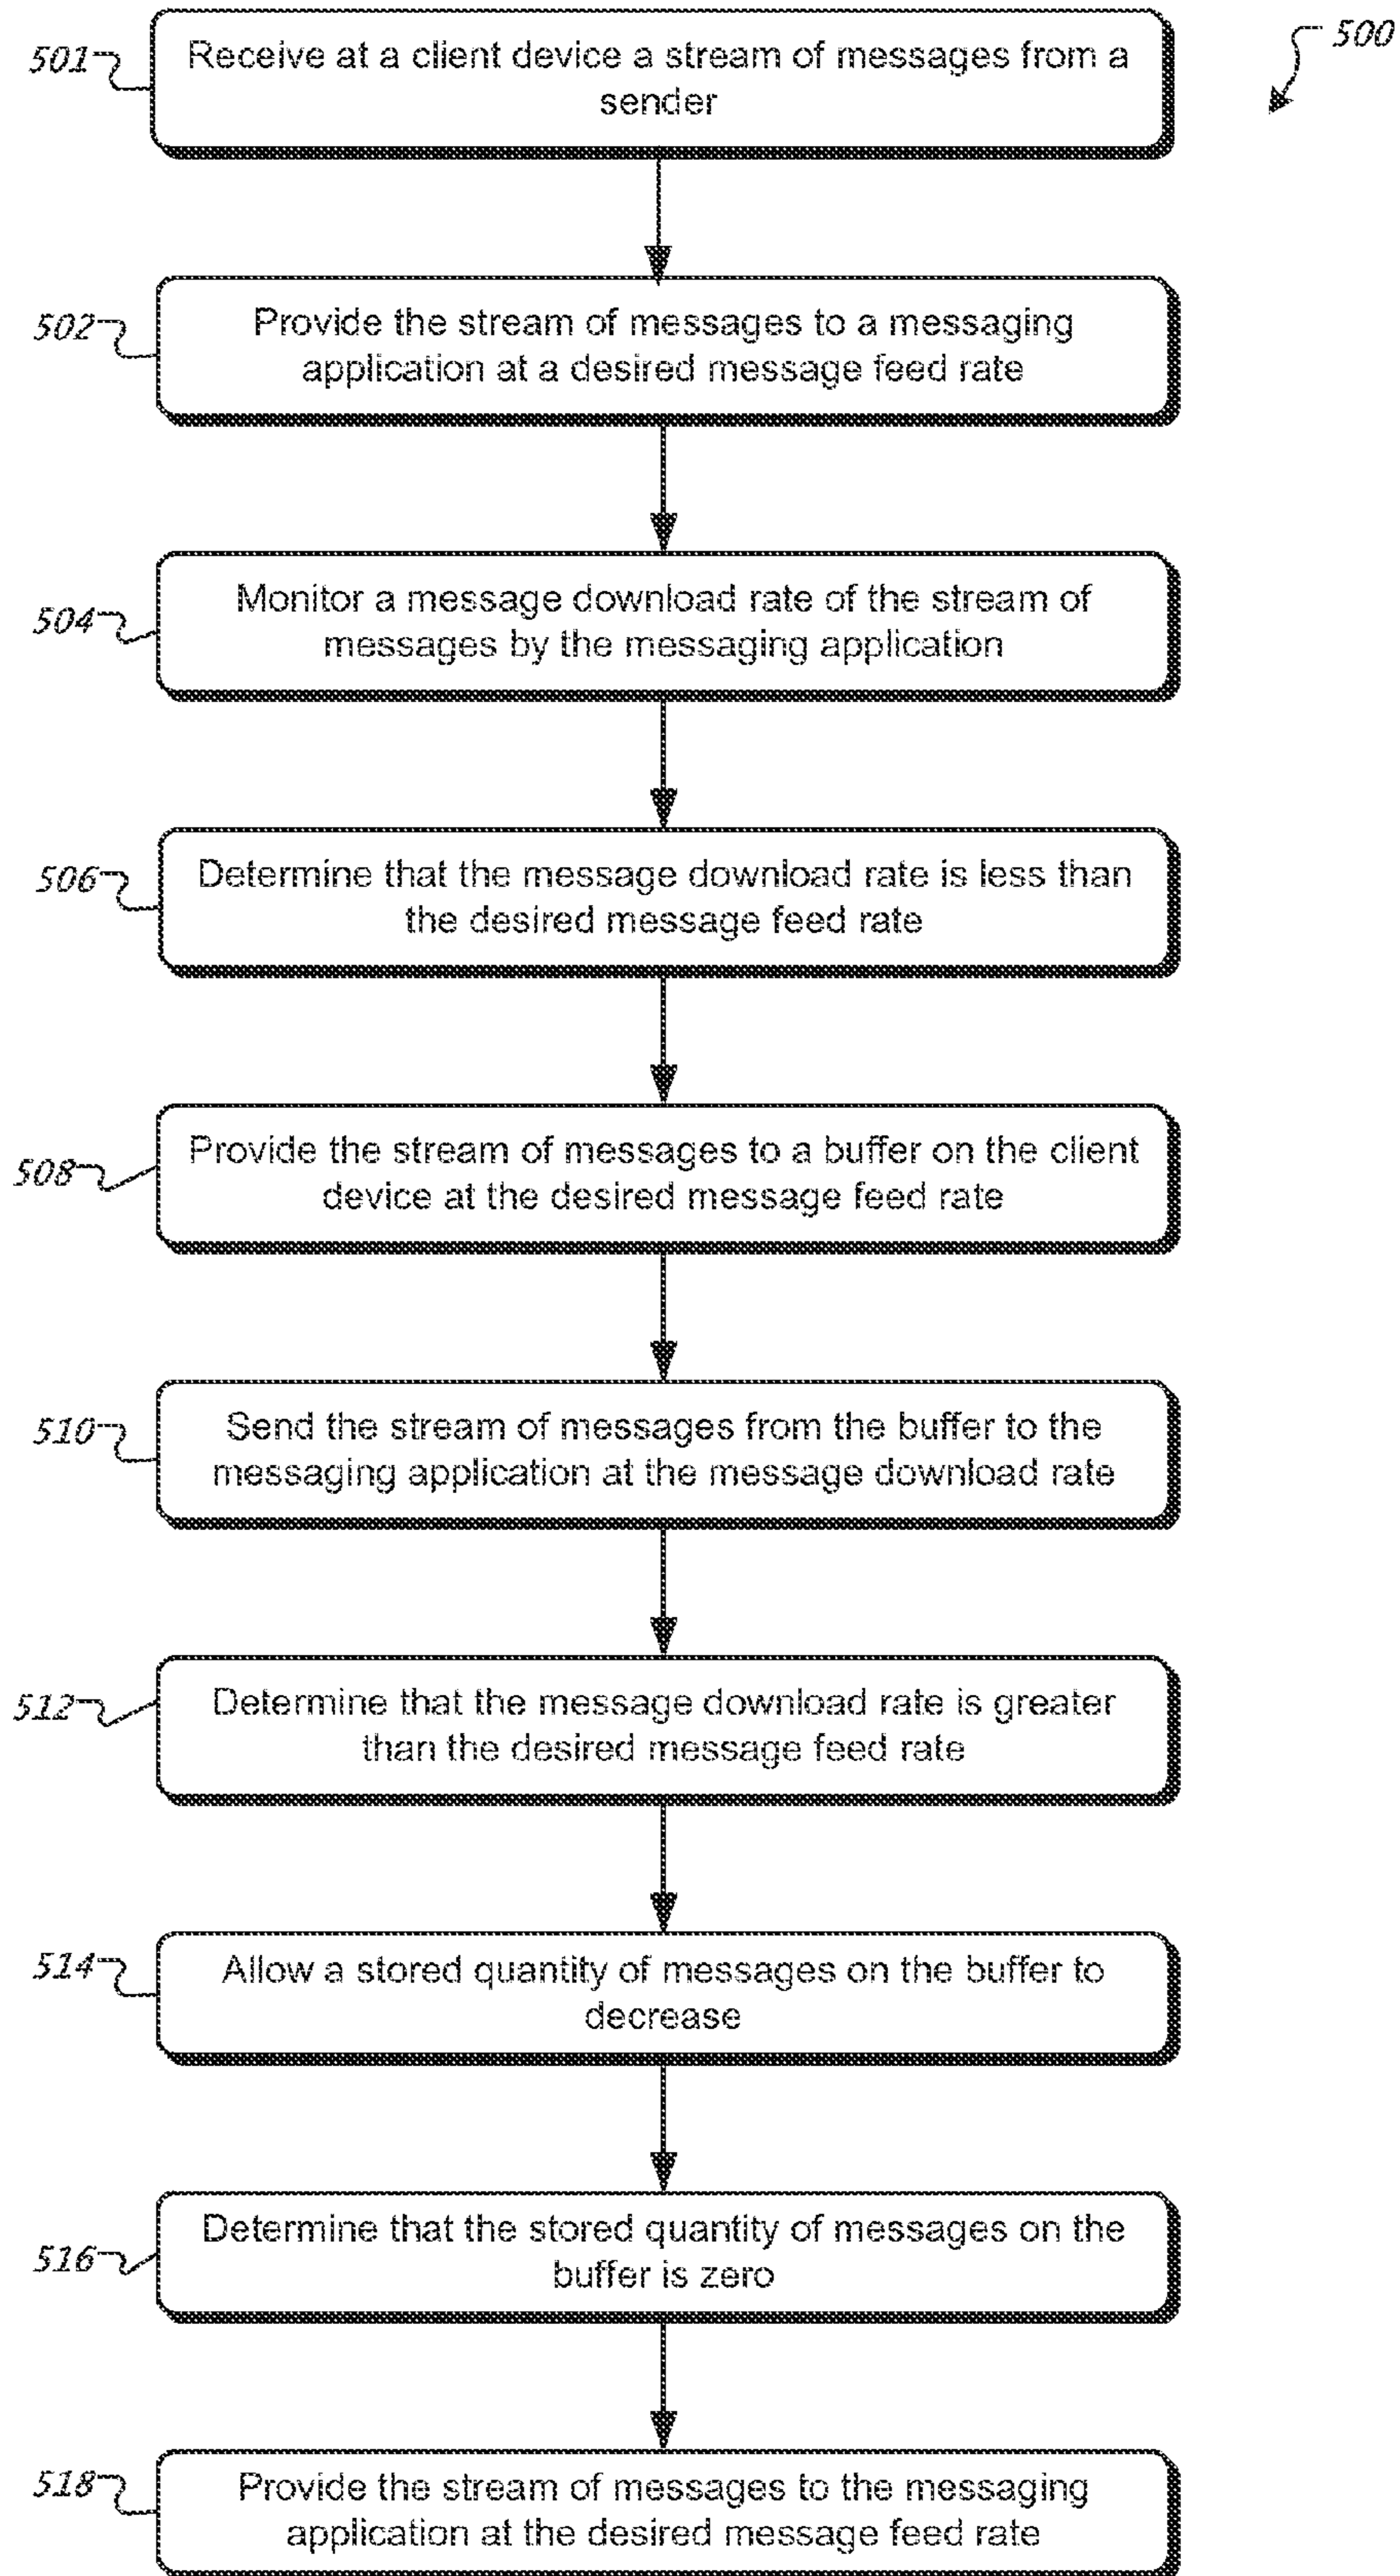 500
501
Receive at a client device a stream of messages from a
sender
502
Provide the stream of messages to a messaging
application at a desired message feed rate
504
Monitor a message download rate of the stream of
messages by the messaging application
506
Determine that the message download rate is less than
the desired message feed rate
508
Provide the stream of messages to a buffer on the client
device at the desired message feed rate
510
Send the stream of messages from the buffer to the
messaging application at the message download rate
512
Determine that the message download rate is greater
than the desired message feed rate
514
Allow a stored quantity of messages on the buffer to
decrease
516
Determine that the stored quantity of messages on the
buffer is zero
518
Provide the stream of messages to the messaging
application at the desired message feed rate